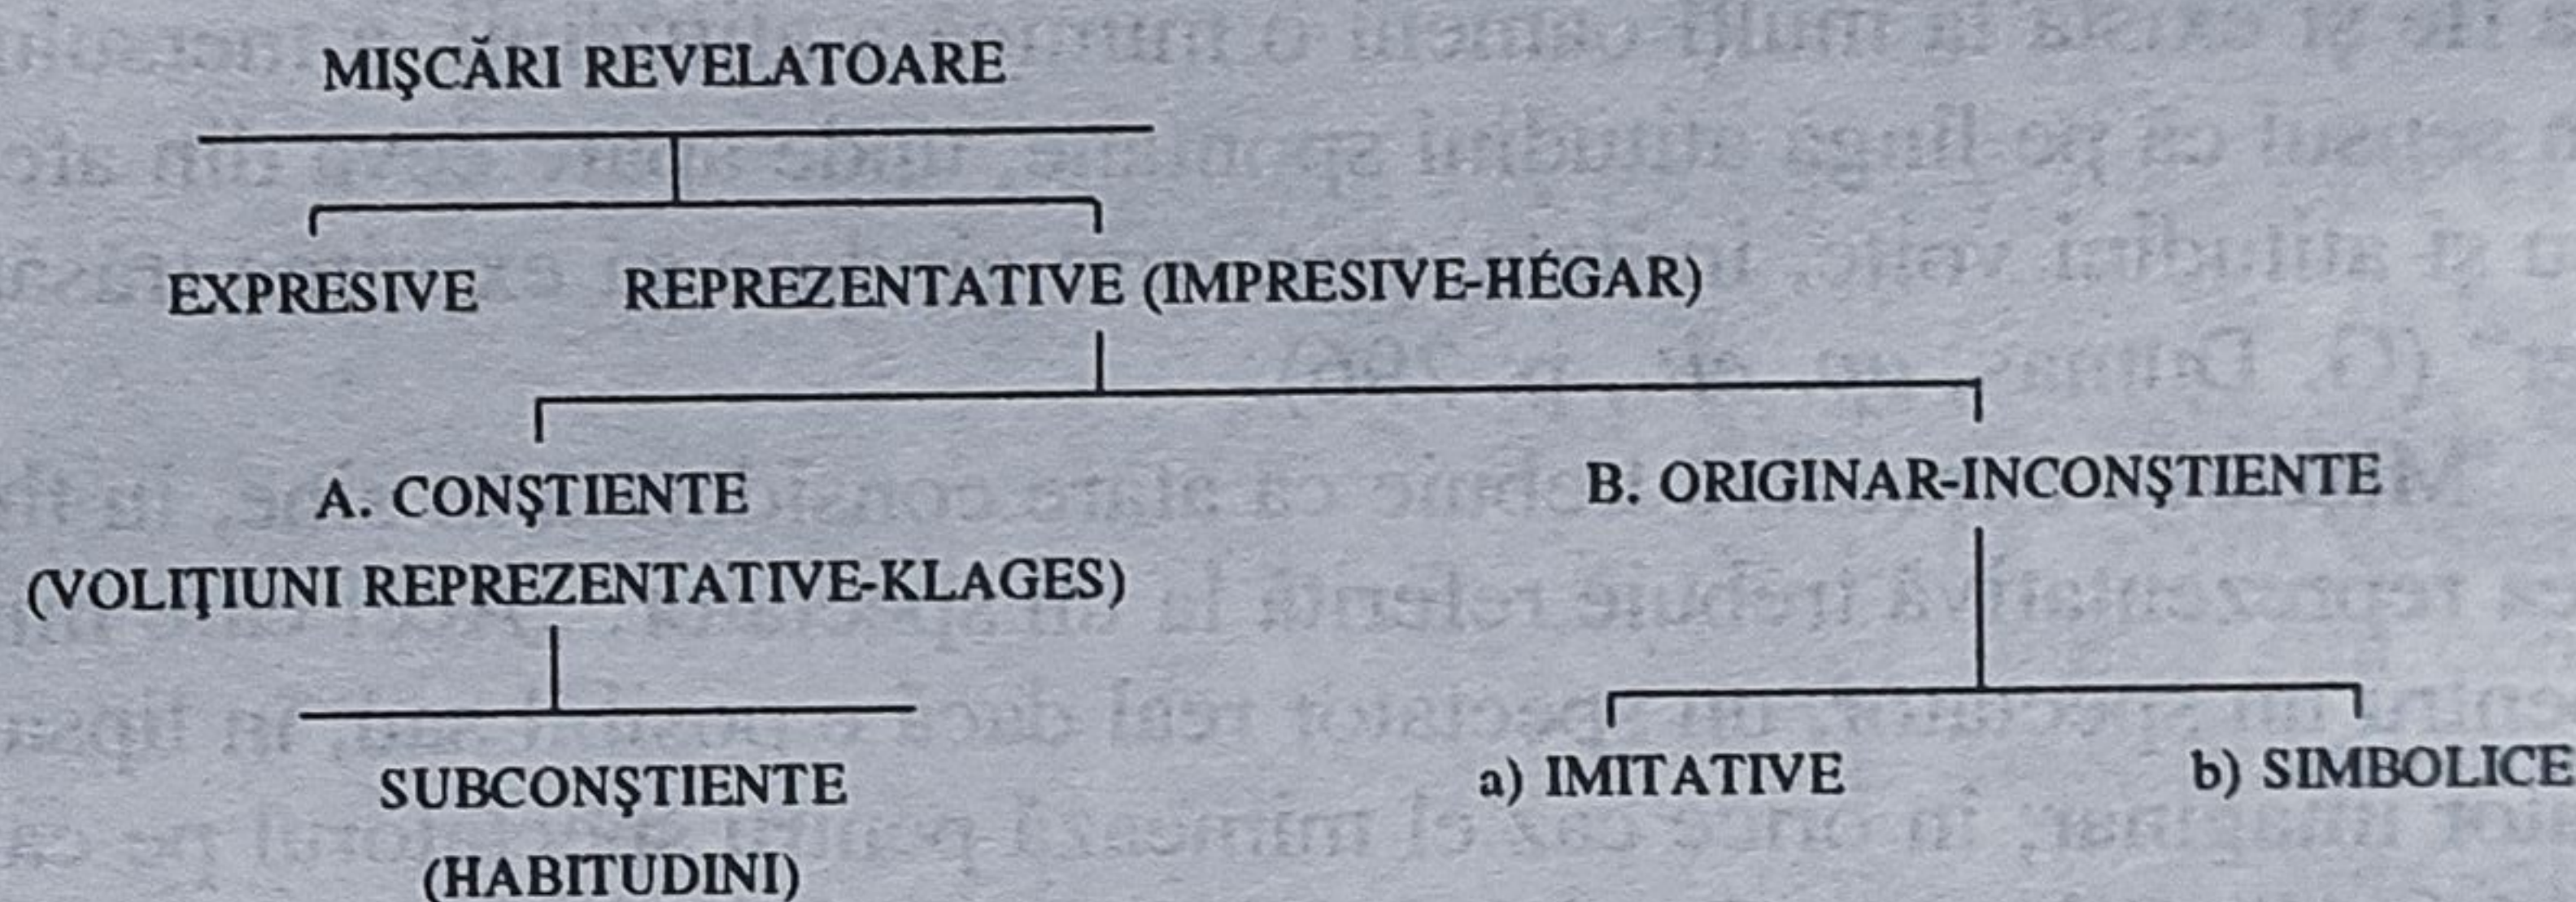 MIŞCĂRI REVELATOARE
EXPRESIVE REPREZENTATIVE (IMPRESIVE-HÉGAR)
A. CONŞTIENTE B. ORIGINAR-INCONŞTIENTE
(VOLIŢIUNI REPREZENTATIVE-KLAGES)
a) IMITATIVE b) SIMBOLICE
SUBCONŞTIENTE
(HABITUDINI)